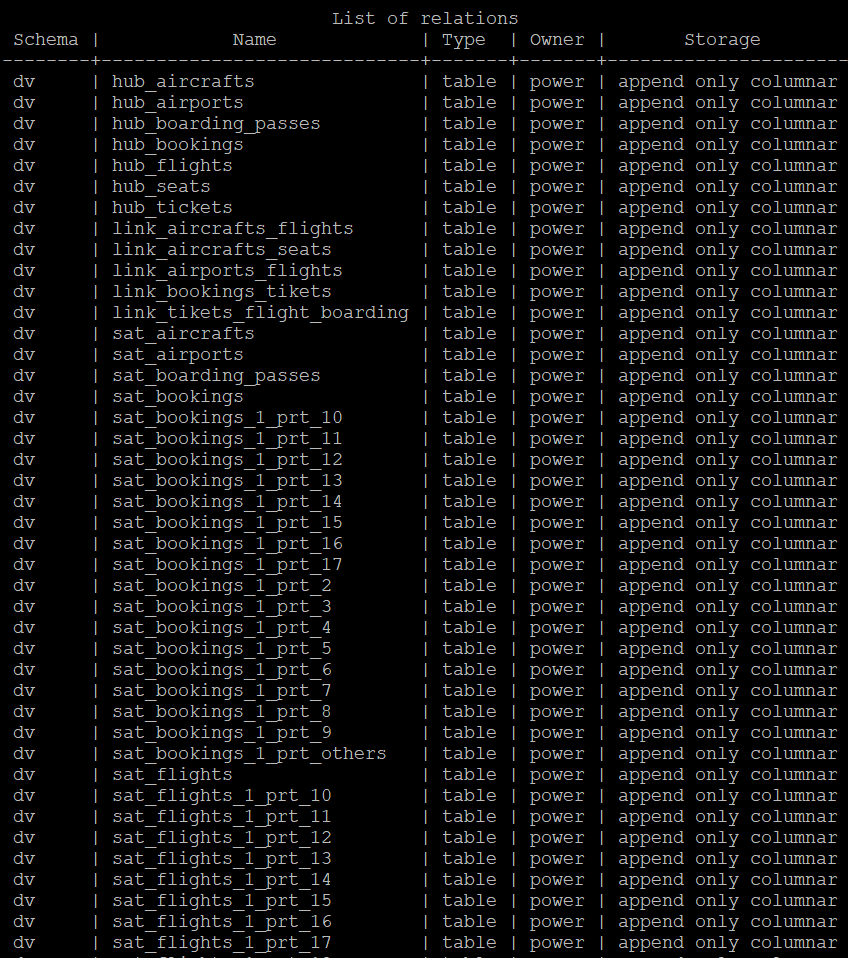 List of relations
Schema | Name | Type | Owner | Storage
--------+-----------------------------+-------+-------+----------------------
dv | hub_aircrafts | table | power | append only columnar
dv | hub_airports | table | power | append only columnar
dv | hub_boarding_passes | table | power | append only columnar
dv | hub_bookings | table | power | append only columnar
dv | hub_flights | table | power | append only columnar
dv | hub_seats | table | power | append only columnar
dv | hub_tickets | table | power | append only columnar
dv | link_aircrafts_flights | table | power | append only columnar
dv | link_aircrafts_seats | table | power | append only columnar
dv | link_airports_flights | table | power | append only columnar
dv | link_bookings_tikets | table | power | append only columnar
dv | link_tikets_flight_boarding | table | power | append only columnar
dv | sat_aircrafts | table | power | append only columnar
dv | sat_airports | table | power | append only columnar
dv | sat_boarding_passes | table | power | append only columnar
dv | sat_bookings | table | power | append only columnar
dv | sat_bookings_1_prt_10 | table | power | append only columnar
dv | sat_bookings_1_prt_11 | table | power | append only columnar
dv | sat_bookings_1_prt_12 | table | power | append only columnar
dv | sat_bookings_1_prt_13 | table | power | append only columnar
dv | sat_bookings_1_prt_14 | table | power | append only columnar
dv | sat_bookings_1_prt_15 | table | power | append only columnar
dv | sat_bookings_1_prt_16 | table | power | append only columnar
dv | sat_bookings_1_prt_17 | table | power | append only columnar
dv | sat_bookings_1_prt_2 | table | power | append only columnar
dv | sat_bookings_1_prt_3 | table | power | append only columnar
dv | sat_bookings_1_prt_4 | table | power | append only columnar
dv | sat_bookings_1_prt_5 | table | power | append only columnar
dv | sat_bookings_1_prt_6 | table | power | append only columnar
dv | sat_bookings_1_prt_7 | table | power | append only columnar
dv | sat_bookings_1_prt_8 | table | power | append only columnar
dv | sat_bookings_1_prt_9 | table | power | append only columnar
dv | sat_bookings_1_prt_others | table | power | append only columnar
dv | sat_flights | table | power | append only columnar
dv | sat_flights_1_prt_10 | table | power | append only columnar
dv | sat_flights_1_prt_11 | table | power | append only columnar
dv | sat_flights_1_prt_12 | table | power | append only columnar
dv | sat_flights_1_prt_13 | table | power | append only columnar
dv | sat_flights_1_prt_14 | table | power | append only columnar
dv | sat_flights_1_prt_15 | table | power | append only columnar
dv | sat_flights_1_prt_16 | table | power | append only columnar
dv | sat_flights_1_prt_17 | table | power | append only columnar